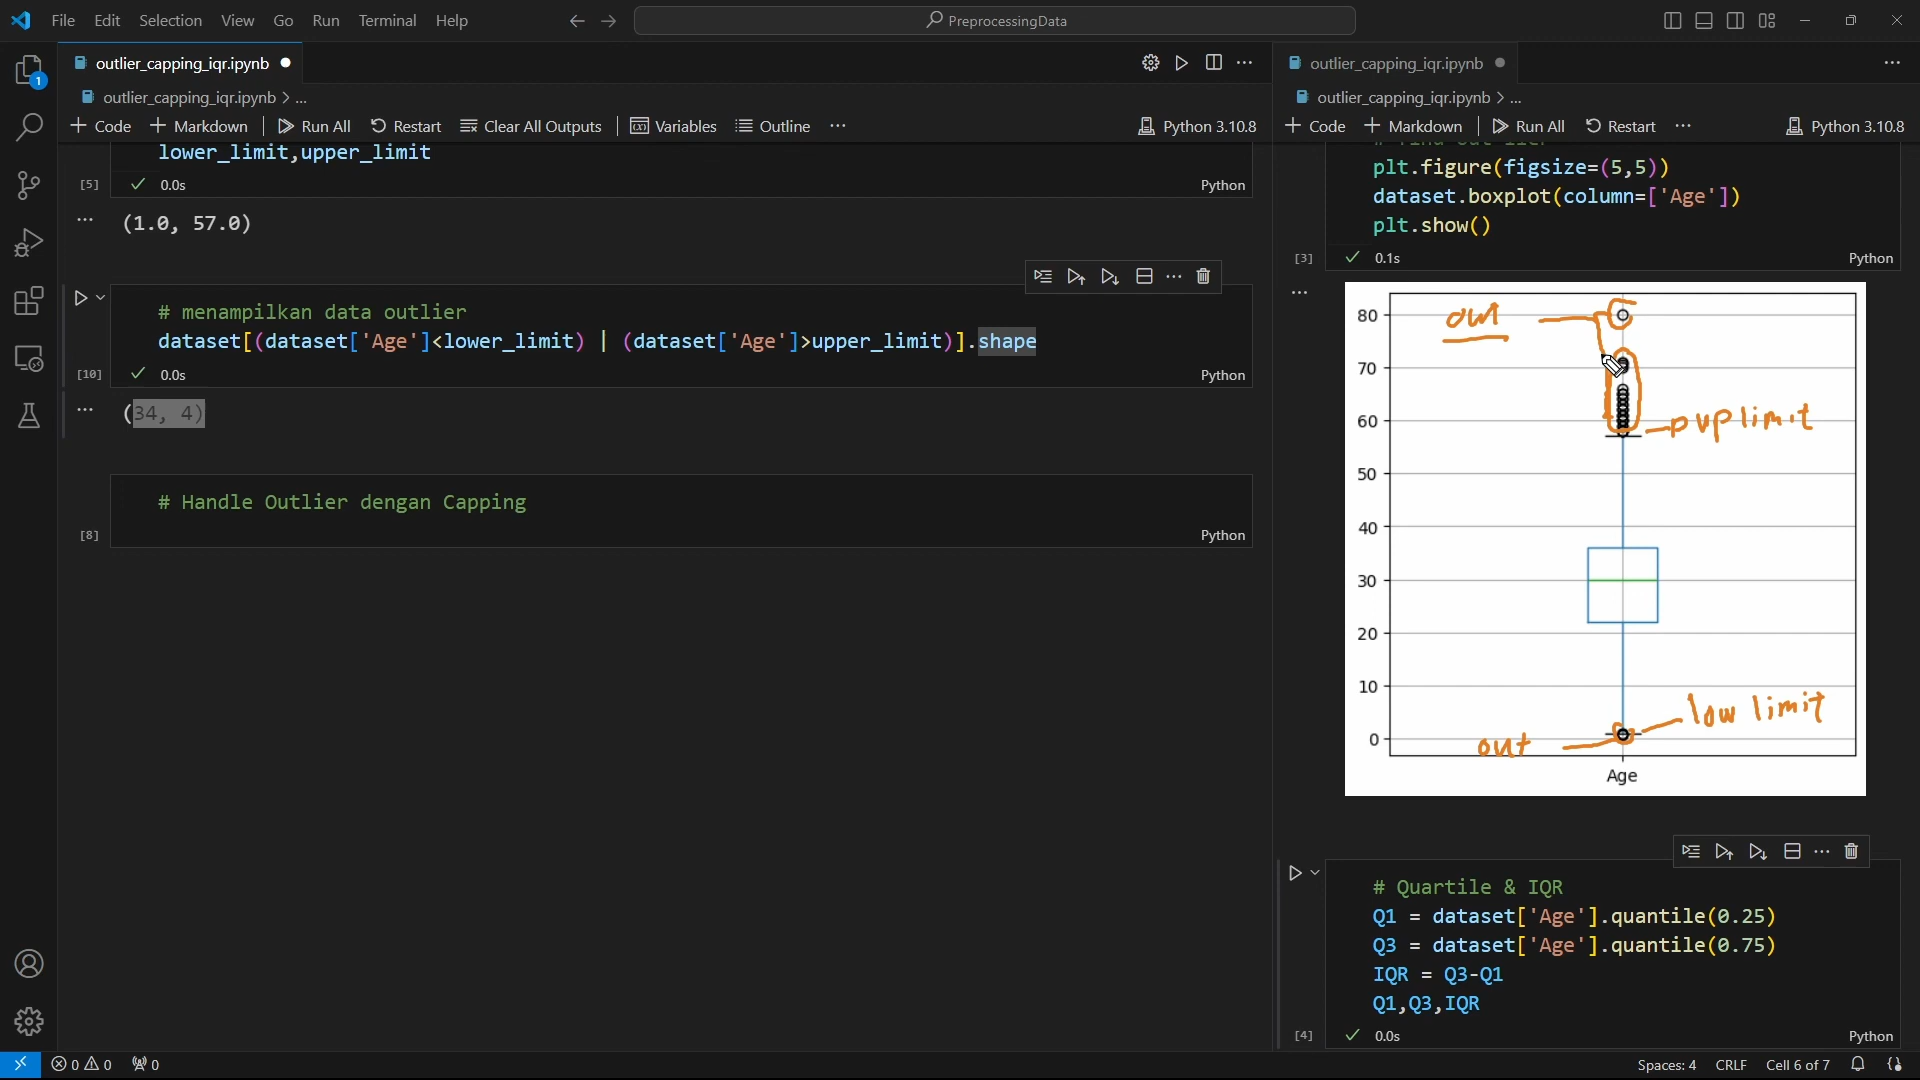 File Edit Selection View Go Run Terminal Help
PreprocessingData
1
outlier_capping_iqr.ipynb
outlier_capping_iqr.ipynb > ...
+ Code + Markdown Run All Restart Clear All Outputs Variables Outline ... Python 3.10.8
lower_limit,upper_limit
[5] 0.0s Python
(1.0, 57.0)
# menampilkan data outlier
dataset[(dataset['Age']<lower_limit) | (dataset['Age']>upper_limit)].shape
[10] 0.0s Python
(34, 4)
# Handle Outlier dengan Capping
[8] Python
outlier_capping_iqr.ipynb
outlier_capping_iqr.ipynb > ...
+ Code + Markdown Run All Restart ... Python 3.10.8
plt.figure(figsize=(5,5))
dataset.boxplot(column=['Age'])
plt.show()
[3] 0.1s Python
80
out
70
60
50
40
30
20
10
low limit
0
out
Age
# Quartile & IQR
Q1 = dataset['Age'].quantile(0.25)
Q3 = dataset['Age'].quantile(0.75)
IQR = Q3-Q1
Q1,Q3,IQR
[4] 0.0s Python
0 0 0 Spaces: 4 CRLF Cell 6 of 7